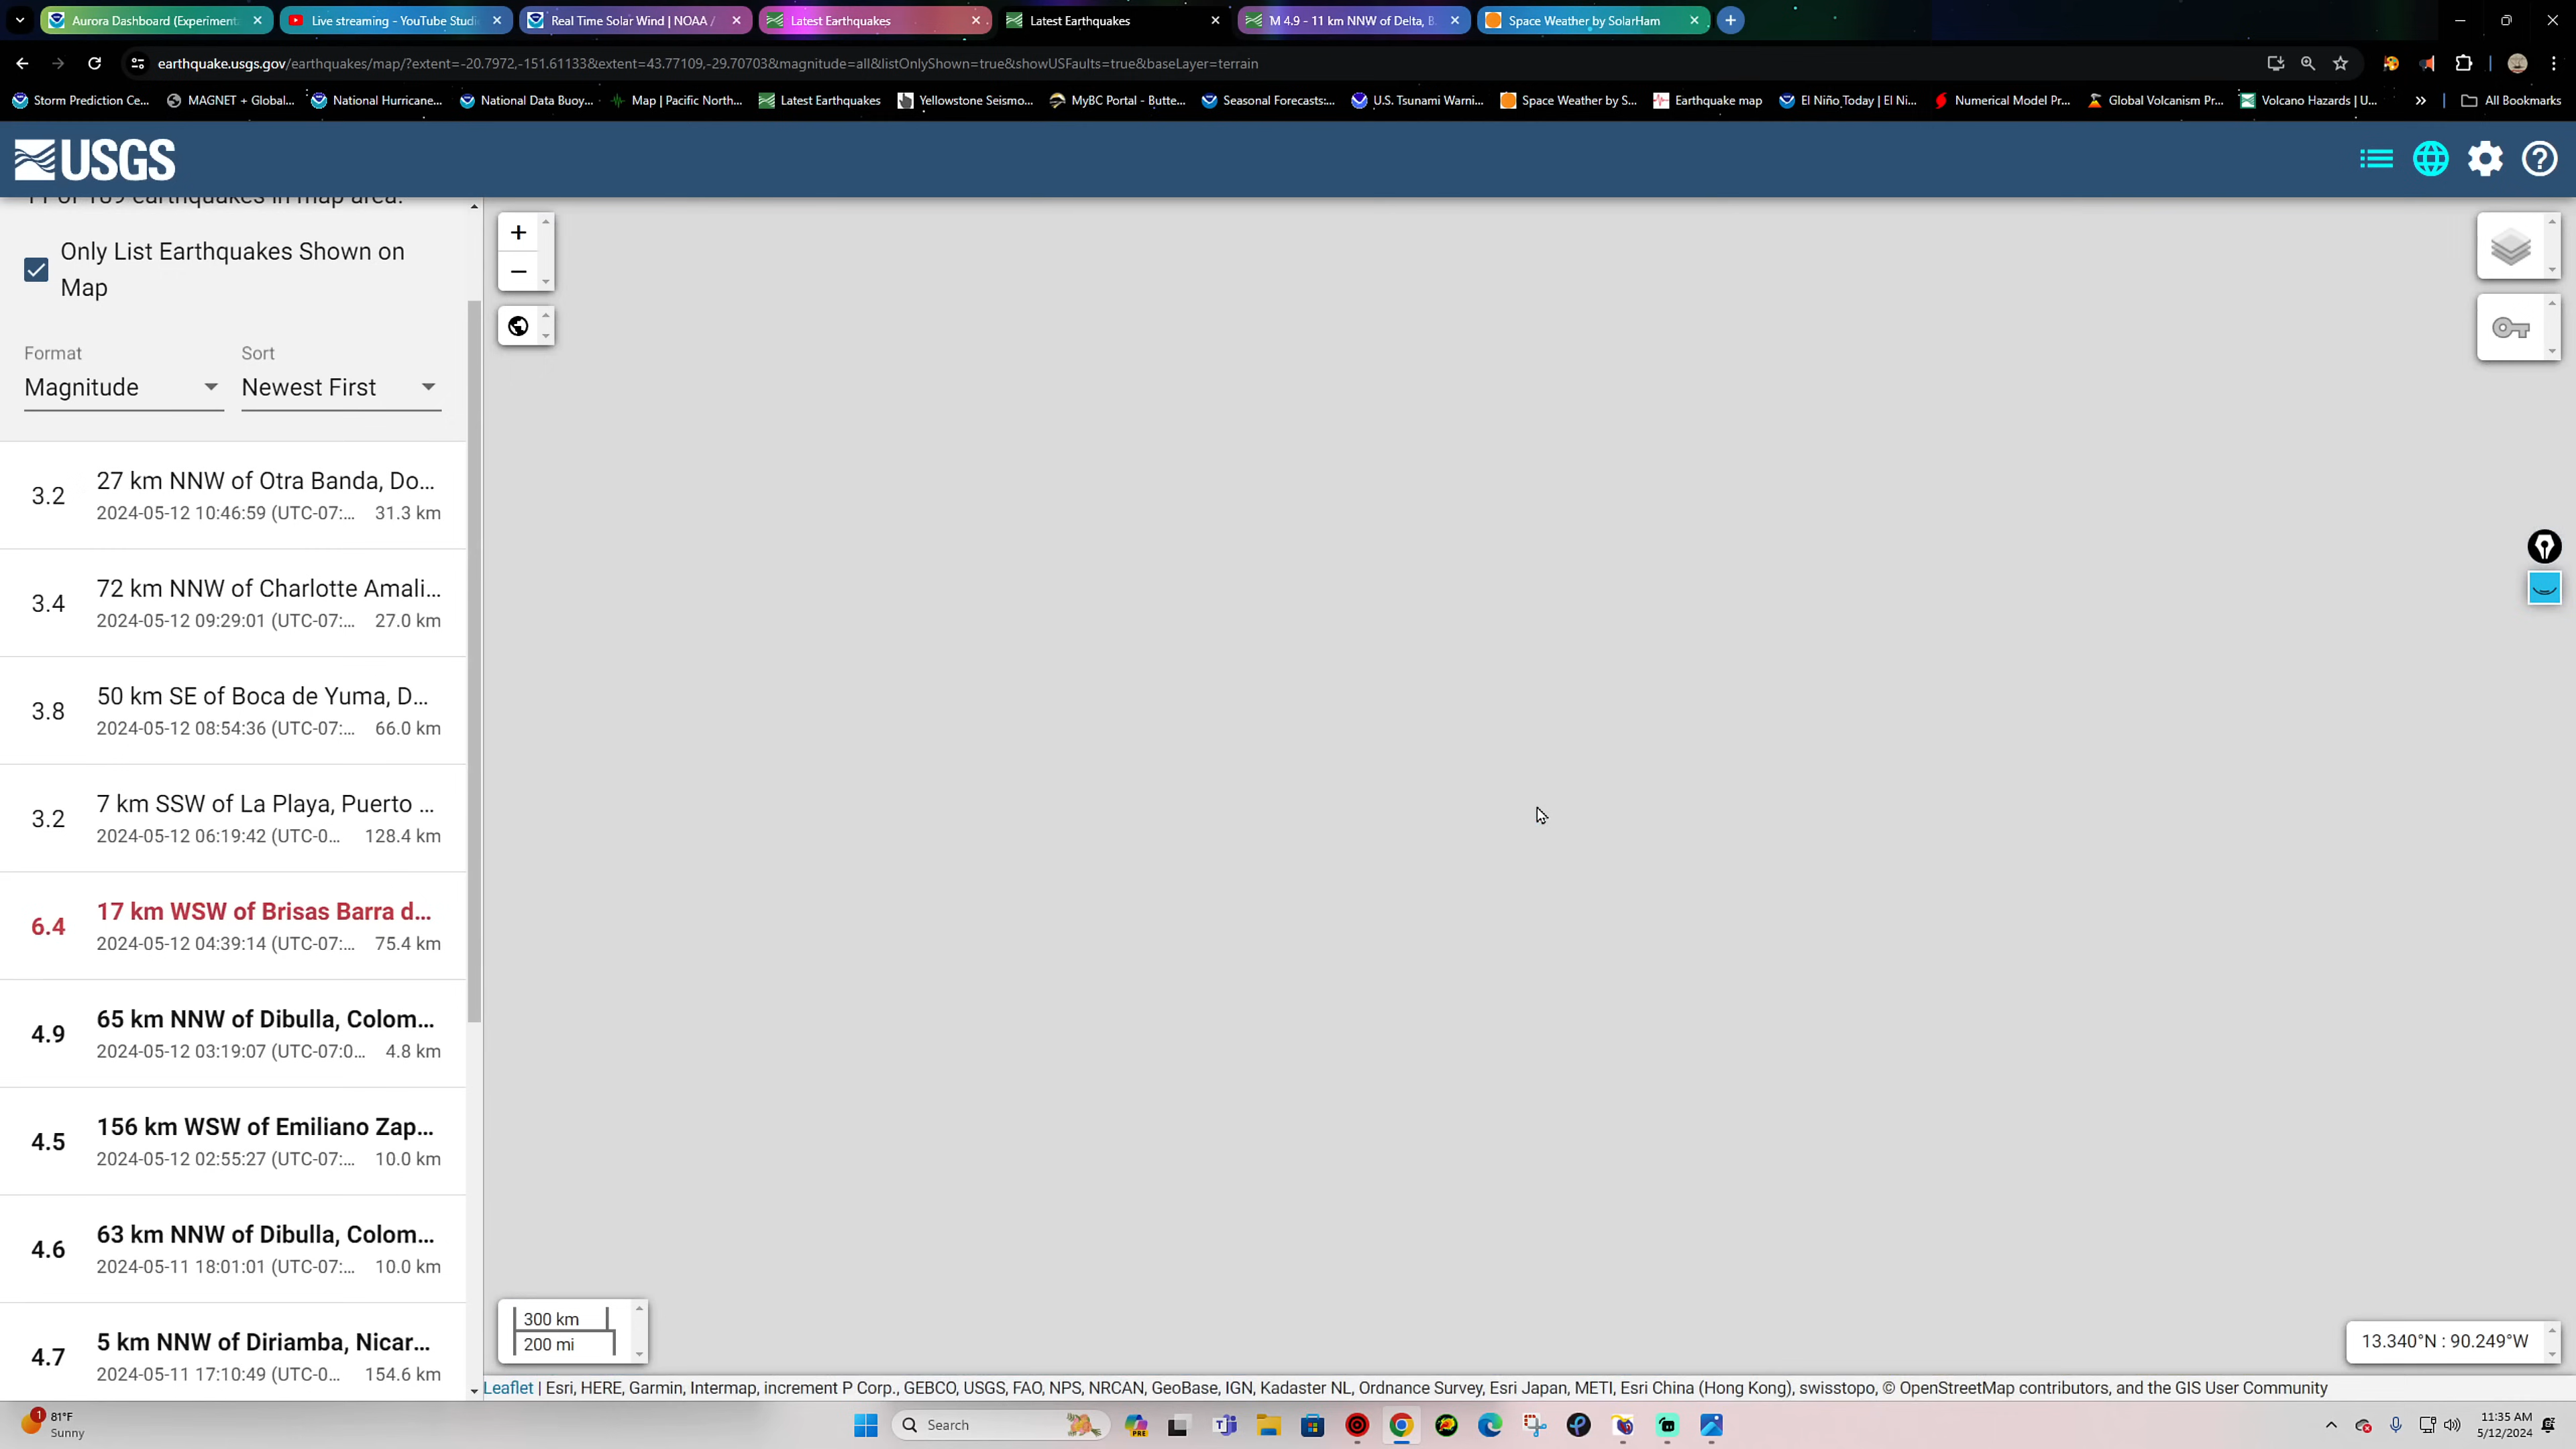 Aurora Dashboard (Experiment
Live streaming - YouTube Studi
Real Time Solar Wind | NOAA /
Latest Earthquakes
Latest Earthquakes
M 4.9 - 11 km NNW of Delta, B.
Space Weather by SolarHam
earthquake.usgs.gov/earthquakes/map/?extent=-20.7972,-151.61133&extent=43.77109,-29.70703&magnitude=all&listOnlyShown=true&showUSFaults=true&baseLayer=terrain
Storm Prediction Ce...
MAGNET + Global...
National Hurricane...
National Data Buoy...
Map | Pacific North...
Latest Earthquakes
Yellowstone Seismo...
MyBC Portal - Butte...
Seasonal Forecasts:...
U.S. Tsunami Warni...
Space Weather by S...
Earthquake map
El Niño Today | El Ni...
Numerical Model Pr...
Global Volcanism Pr...
Volcano Hazards | U...
All Bookmarks
USGS
11 of 189 earthquakes in map area.
Only List Earthquakes Shown on
Map
Format
Sort
Magnitude
Newest First
3.2
27 km NNW of Otra Banda, Do...
2024-05-12 10:46:59 (UTC-07:...
31.3 km
3.4
72 km NNW of Charlotte Amali...
2024-05-12 09:29:01 (UTC-07:...
27.0 km
3.8
50 km SE of Boca de Yuma, D...
2024-05-12 08:54:36 (UTC-07:...
66.0 km
3.2
7 km SSW of La Playa, Puerto ...
2024-05-12 06:19:42 (UTC-0...
128.4 km
6.4
17 km WSW of Brisas Barra d...
2024-05-12 04:39:14 (UTC-07:...
75.4 km
4.9
65 km NNW of Dibulla, Colom...
2024-05-12 03:19:07 (UTC-07:0...
4.8 km
4.5
156 km WSW of Emiliano Zap...
2024-05-12 02:55:27 (UTC-07:...
10.0 km
4.6
63 km NNW of Dibulla, Colom...
2024-05-11 18:01:01 (UTC-07:...
10.0 km
4.7
5 km NNW of Diriamba, Nicar...
2024-05-11 17:10:49 (UTC-0...
154.6 km
300 km
200 mi
13.340°N : 90.249°W
Leaflet | Esri, HERE, Garmin, Intermap, increment P Corp., GEBCO, USGS, FAO, NPS, NRCAN, GeoBase, IGN, Kadaster NL, Ordnance Survey, Esri Japan, METI, Esri China (Hong Kong), swisstopo, © OpenStreetMap contributors, and the GIS User Community
1
81°F
Sunny
Search
PRE
11:35 AM
5/12/2024